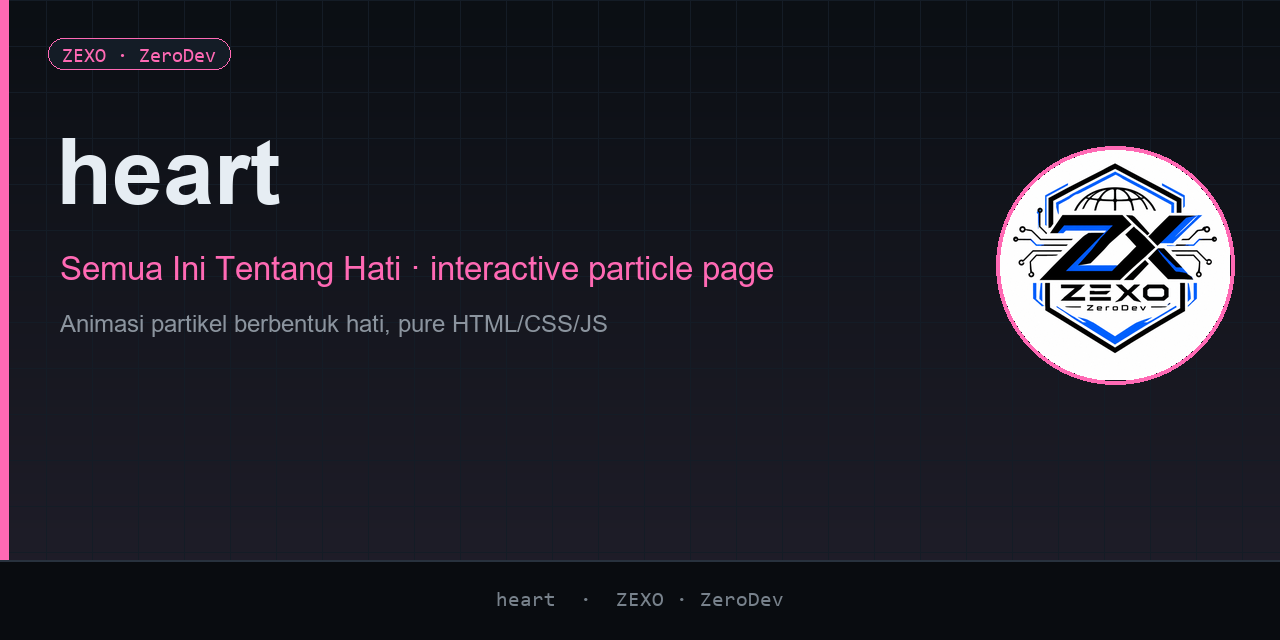 ZEXO · ZeroDev
heart
Semua Ini Tentang Hati · interactive particle page
Animasi partikel berbentuk hati, pure HTML/CSS/JS
ZX
ZEXO
ZeroDev
heart · ZEXO · ZeroDev